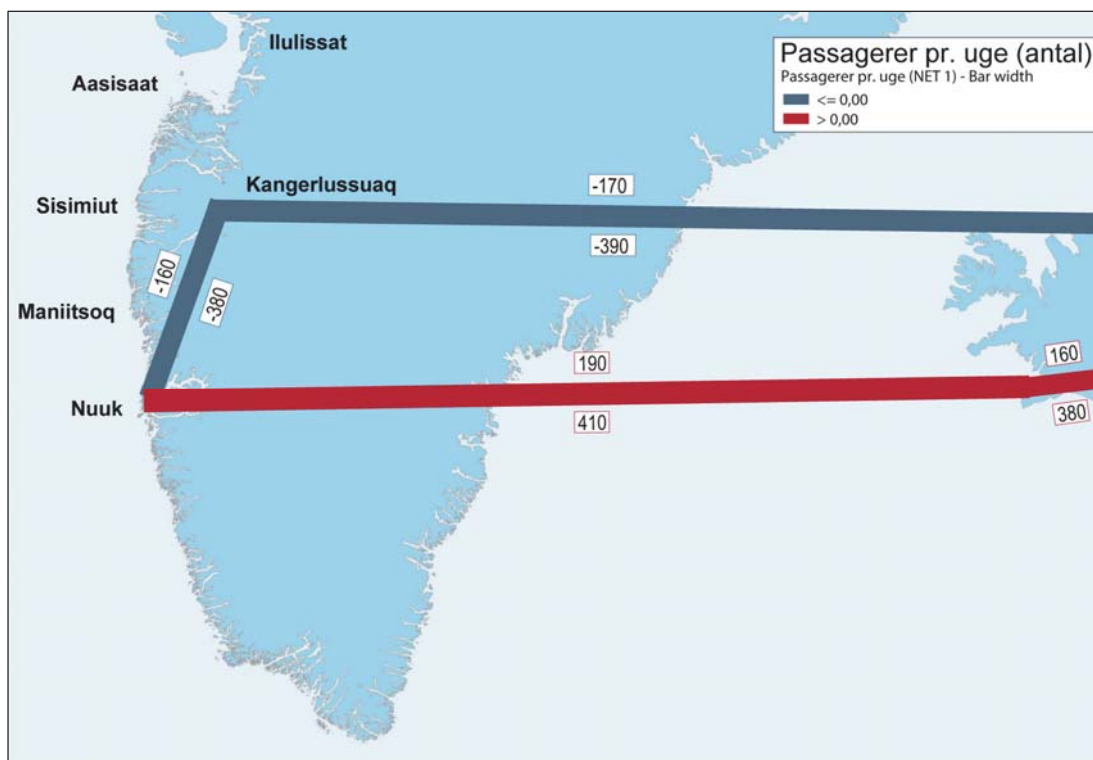 Ilulissat
Passagerer pr. uge (antal)
Passagerer pr. uge (NET 1) - Bar width
<= 0,00
> 0,00
Aasisaat
Kangerlussuaq
-170
Sisimiut
-390
-160
-380
Maniitsoq
190
160
Nuuk
410
380